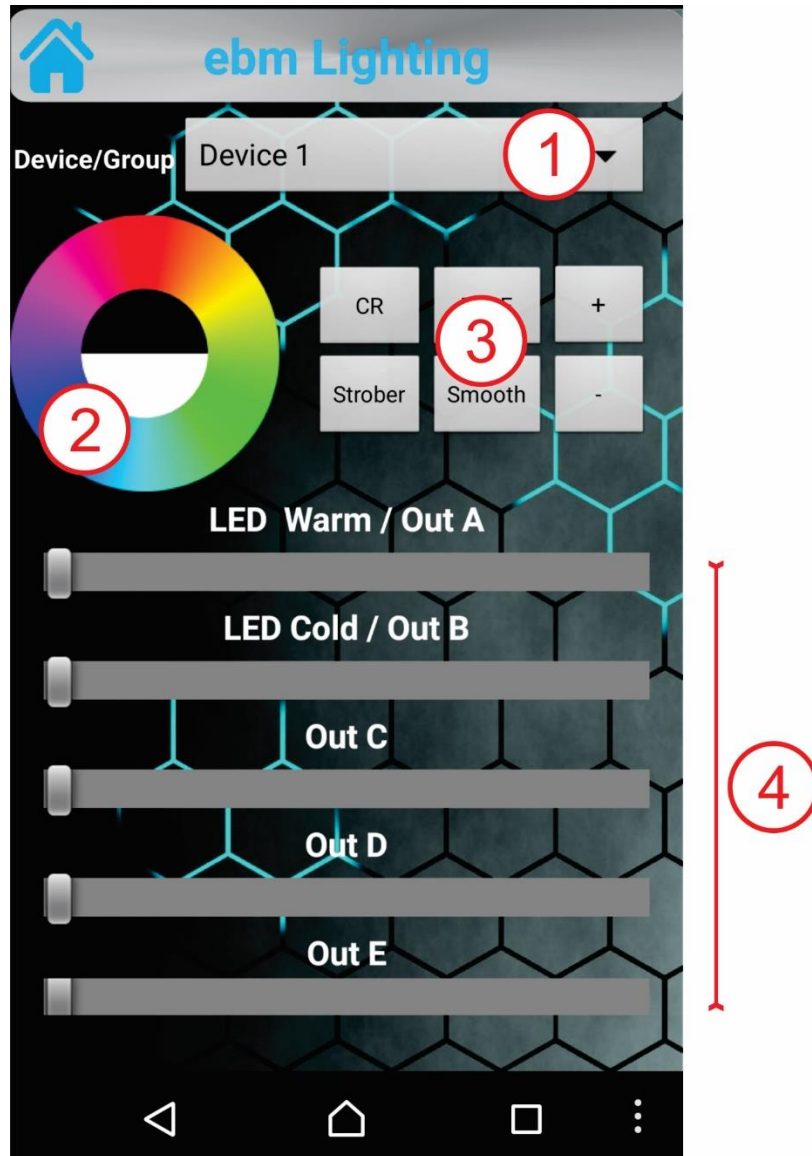 ebm Lighting
Device/Group Device 1 1
CR +
3
Strober Smooth -
2
LED Warm / Out A
LED Cold / Out B
Out C
4
Out D
Out E